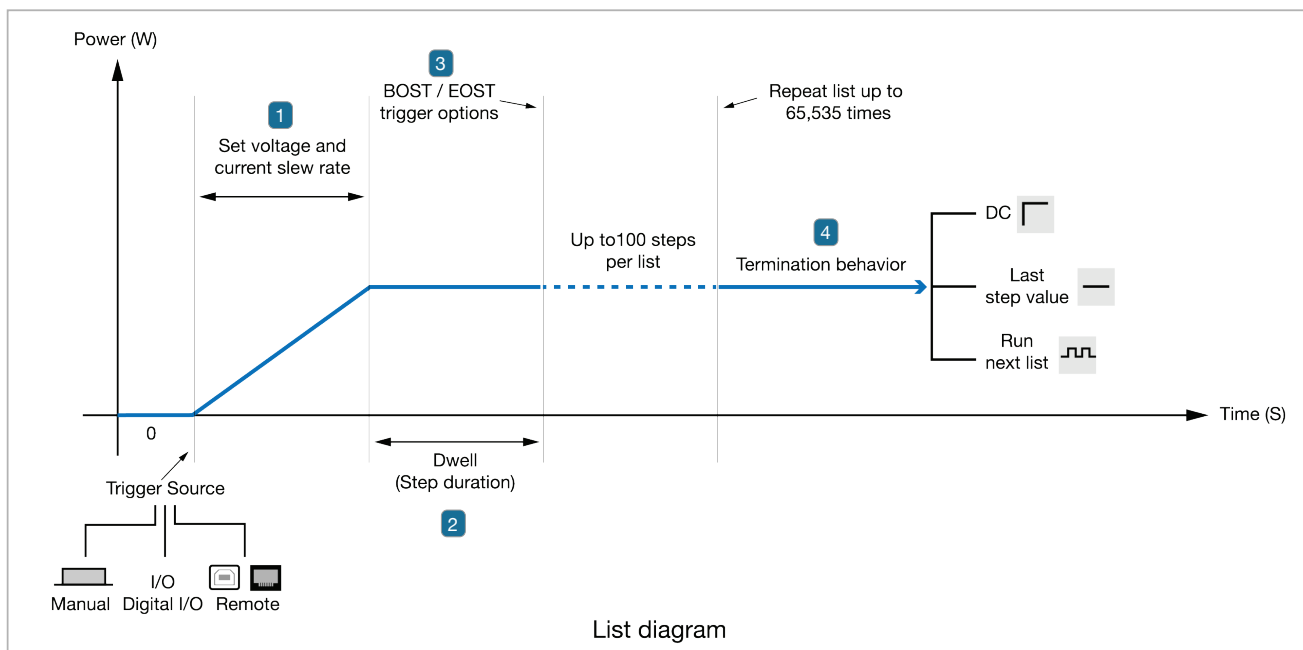 Power (W)
3
BOST / EOST
trigger options
Repeat list up to
65,535 times
1
Set voltage and
current slew rate
DC
4
Up to100 steps
per list
Termination behavior
Last
step value
Run
next list
0
Time (S)
Dwell
(Step duration)
2
Trigger Source
I/O
Manual
Digital I/O
Remote
List diagram